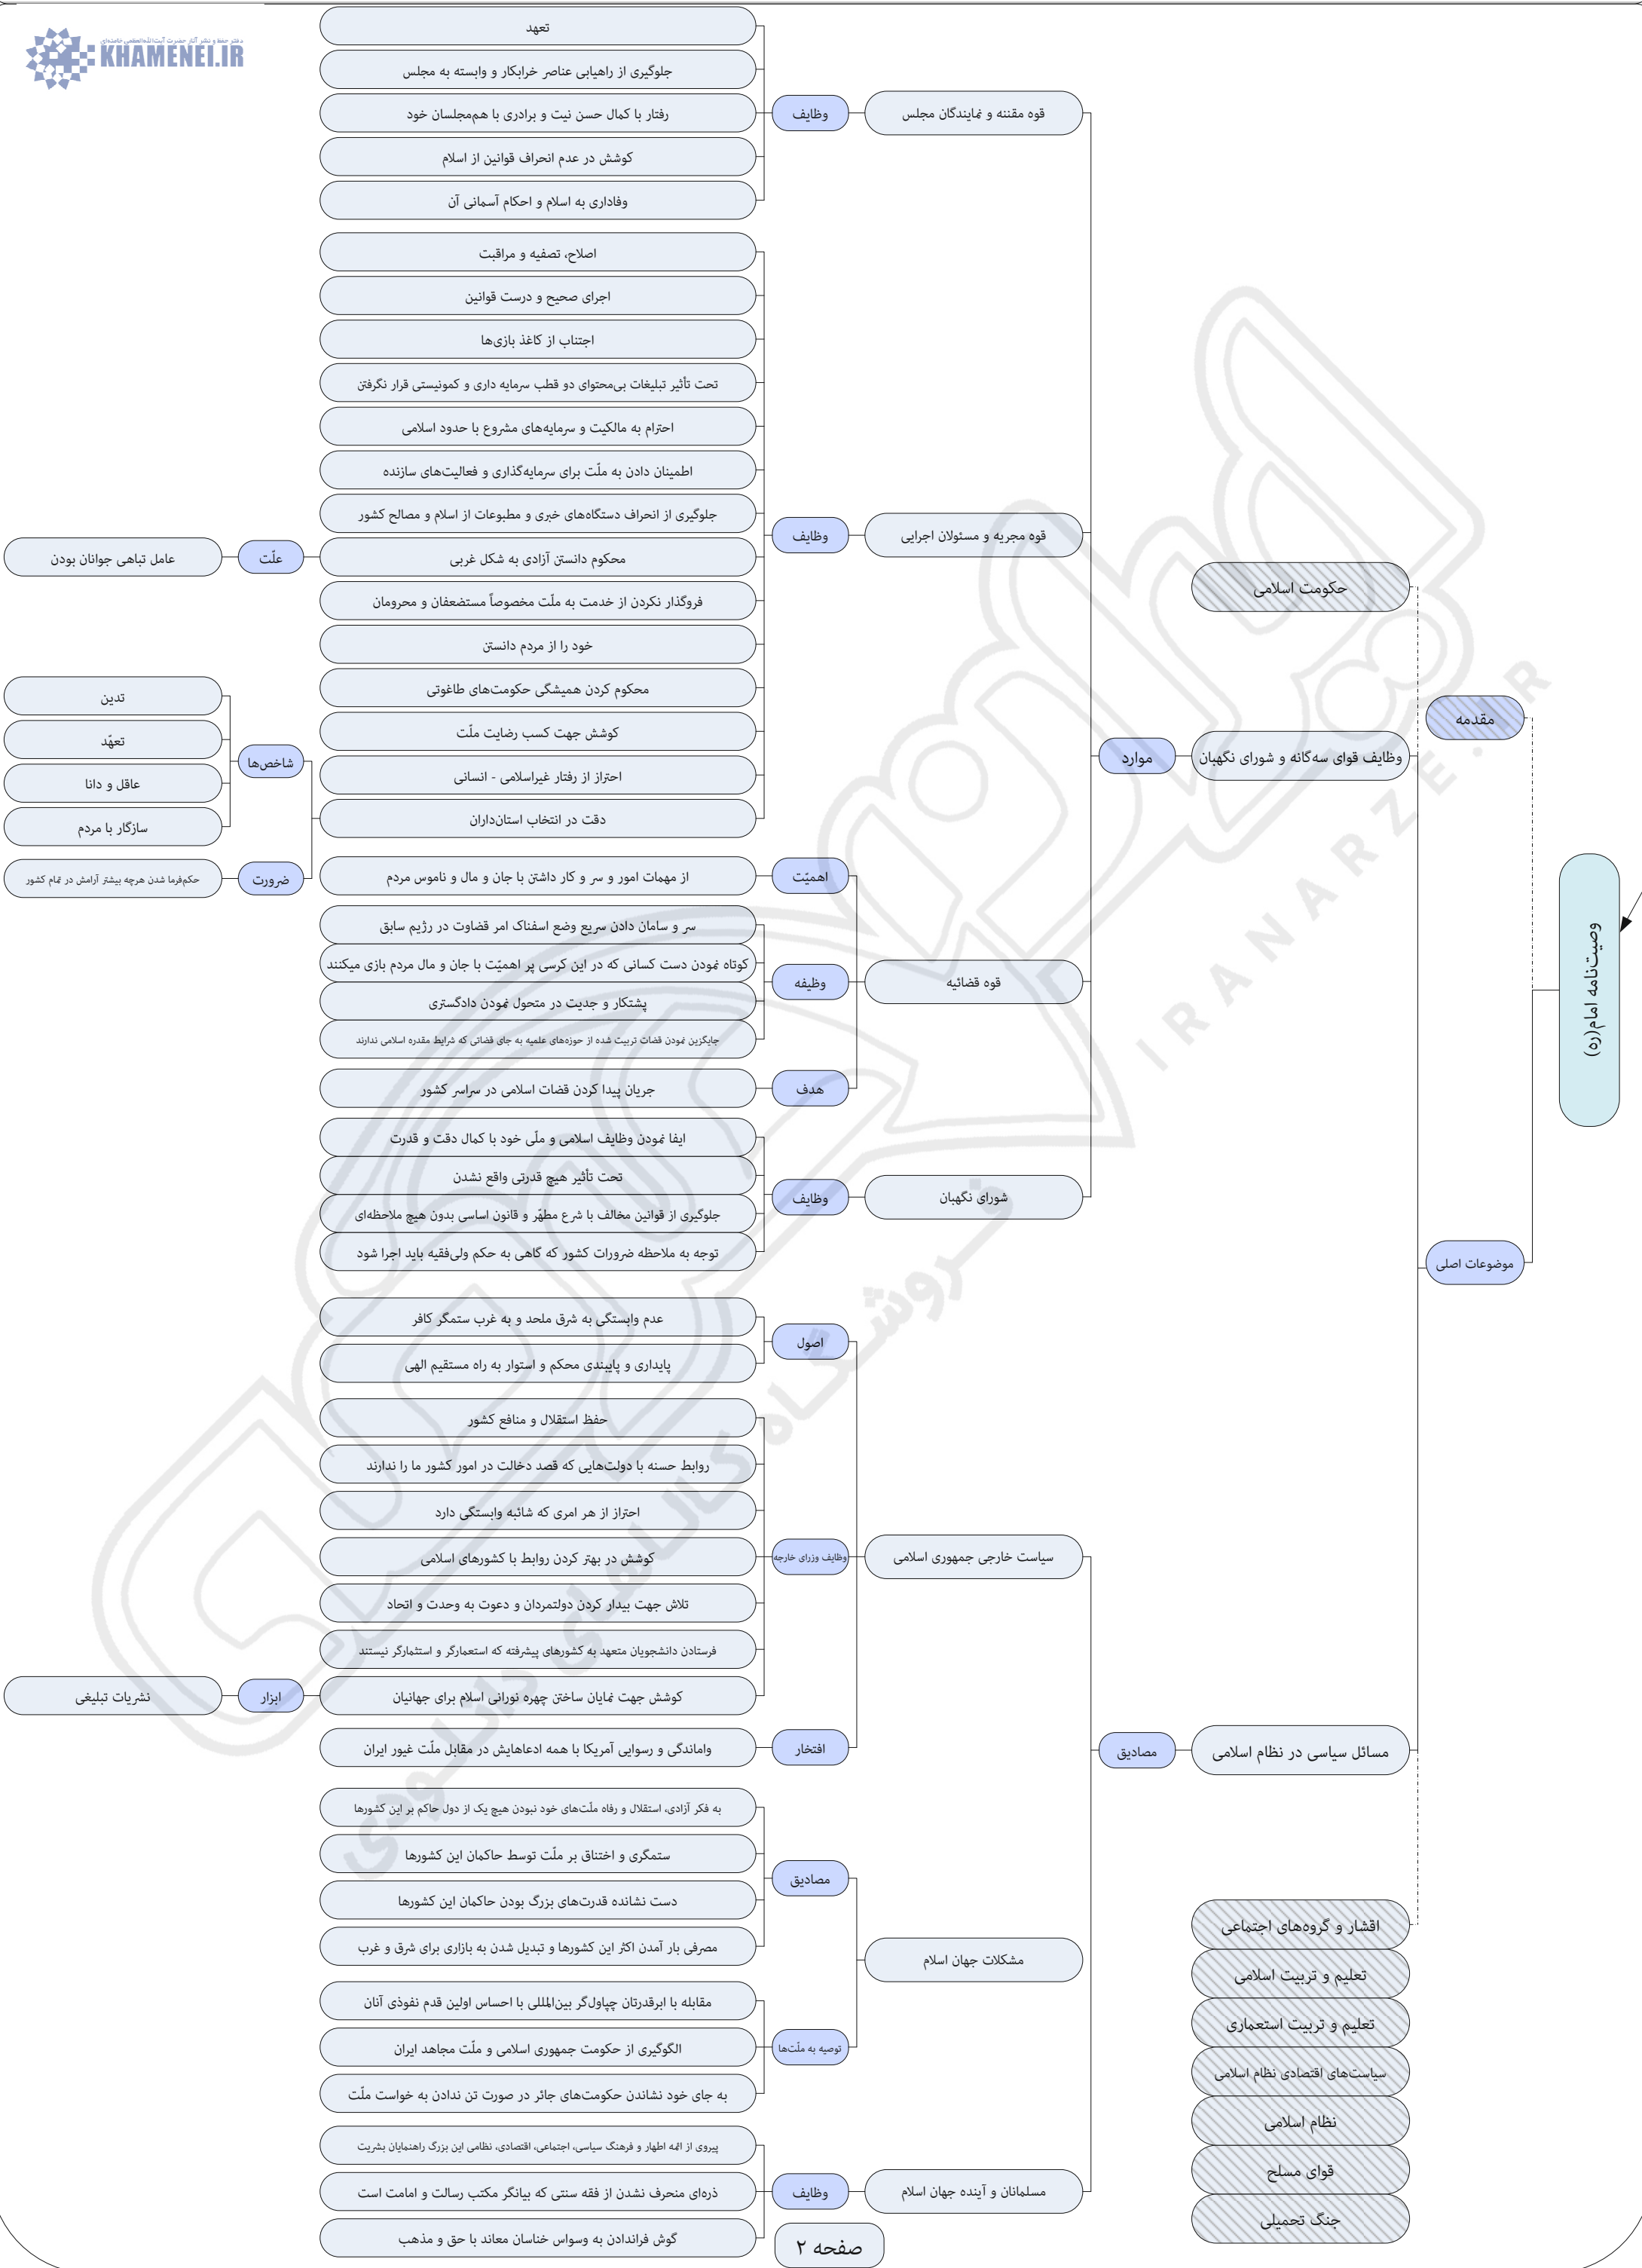 دفتر حفظ و نشر آثار حضرت آیت‌الله‌العظمی خامنه‌ای
KHAMENEI.IR
وصیت‌نامه امام(ره)
مقدمه
موضوعات اصلی
حکومت اسلامی
وظایف قوای سه‌گانه و شورای نگهبان
موارد
قوه مقننه و نمایندگان مجلس
وظایف
تعهد
جلوگیری از راهیابی عناصر خرابکار و وابسته به مجلس
رفتار با کمال حسن نیت و برادری با هم‌مجلسان خود
کوشش در عدم انحراف قوانین از اسلام
وفاداری به اسلام و احکام آسمانی آن
قوه مجریه و مسئولان اجرایی
وظایف
اصلاح، تصفیه و مراقبت
اجرای صحیح و درست قوانین
اجتناب از کاغذ بازی‌ها
تحت تأثیر تبلیغات بی‌محتوای دو قطب سرمایه داری و کمونیستی قرار نگرفتن
احترام به مالکیت و سرمایه‌های مشروع با حدود اسلامی
اطمینان دادن به ملّت برای سرمایه‌گذاری و فعالیت‌های سازنده
جلوگیری از انحراف دستگاه‌های خبری و مطبوعات از اسلام و مصالح کشور
محکوم دانستن آزادی به شکل غربی
علّت
عامل تباهی جوانان بودن
فروگذار نکردن از خدمت به ملّت مخصوصاً مستضعفان و محرومان
خود را از مردم دانستن
محکوم کردن همیشگی حکومت‌های طاغوتی
کوشش جهت کسب رضایت ملّت
احتراز از رفتار غیراسلامی - انسانی
دقت در انتخاب استان‌داران
شاخص‌ها
تدین
تعهّد
عاقل و دانا
سازگار با مردم
ضرورت
حکم‌فرما شدن هرچه بیشتر آرامش در تمام کشور
قوه قضائیه
اهمیّت
از مهمات امور و سر و کار داشتن با جان و مال و ناموس مردم
وظیفه
سر و سامان دادن سریع وضع اسفناک امر قضاوت در رژیم سابق
کوتاه نمودن دست کسانی که در این کرسی پر اهمیّت با جان و مال مردم بازی میکنند
پشتکار و جدیت در متحول نمودن دادگستری
جایگزین نمودن قضات تربیت شده از حوزه‌های علمیه به جای قضاتی که شرایط مقدره اسلامی ندارند
هدف
جریان پیدا کردن قضات اسلامی در سراسر کشور
شورای نگهبان
وظایف
ایفا نمودن وظایف اسلامی و ملّی خود با کمال دقت و قدرت
تحت تأثیر هیچ قدرتی واقع نشدن
جلوگیری از قوانین مخالف با شرع مطهّر و قانون اساسی بدون هیچ ملاحظه‌ای
توجه به ملاحظه ضرورات کشور که گاهی به حکم ولی‌فقیه باید اجرا شود
مسائل سیاسی در نظام اسلامی
مصادیق
سیاست خارجی جمهوری اسلامی
اصول
عدم وابستگی به شرق ملحد و به غرب ستمگر کافر
پایداری و پایبندی محکم و استوار به راه مستقیم الهی
وظایف وزرای خارجه
حفظ استقلال و منافع کشور
روابط حسنه با دولت‌هایی که قصد دخالت در امور کشور ما را ندارند
احتراز از هر امری که شائبه وابستگی دارد
کوشش در بهتر کردن روابط با کشورهای اسلامی
تلاش جهت بیدار کردن دولتمردان و دعوت به وحدت و اتحاد
فرستادن دانشجویان متعهد به کشورهای پیشرفته که استعمارگر و استثمارگر نیستند
کوشش جهت نمایان ساختن چهره نورانی اسلام برای جهانیان
ابزار
نشریات تبلیغی
افتخار
واماندگی و رسوایی آمریکا با همه ادعاهایش در مقابل ملّت غیور ایران
مشکلات جهان اسلام
مصادیق
به فکر آزادی، استقلال و رفاه ملّت‌های خود نبودن هیچ یک از دول حاکم بر این کشورها
ستمگری و اختناق بر ملّت توسط حاکمان این کشورها
دست نشانده قدرت‌های بزرگ بودن حاکمان این کشورها
مصرفی بار آمدن اکثر این کشورها و تبدیل شدن به بازاری برای شرق و غرب
توصیه به ملّت‌ها
مقابله با ابرقدرتان چپاول‌گر بین‌المللی با احساس اولین قدم نفوذی آنان
الگوگیری از حکومت جمهوری اسلامی و ملّت مجاهد ایران
به جای خود نشاندن حکومت‌های جائر در صورت تن ندادن به خواست ملّت
مسلمانان و آینده جهان اسلام
وظایف
پیروی از ائمه اطهار و فرهنگ سیاسی، اجتماعی، اقتصادی، نظامی این بزرگ راهنمایان بشریت
ذره‌ای منحرف نشدن از فقه سنتی که بیانگر مکتب رسالت و امامت است
گوش فراندادن به وسواس خناسان معاند با حق و مذهب
اقشار و گروه‌های اجتماعی
تعلیم و تربیت اسلامی
تعلیم و تربیت استعماری
سیاست‌های اقتصادی نظام اسلامی
نظام اسلامی
قوای مسلح
جنگ تحمیلی
صفحه ۲
IRANARZE.IR
فروشگاه کالاهای دانلودی